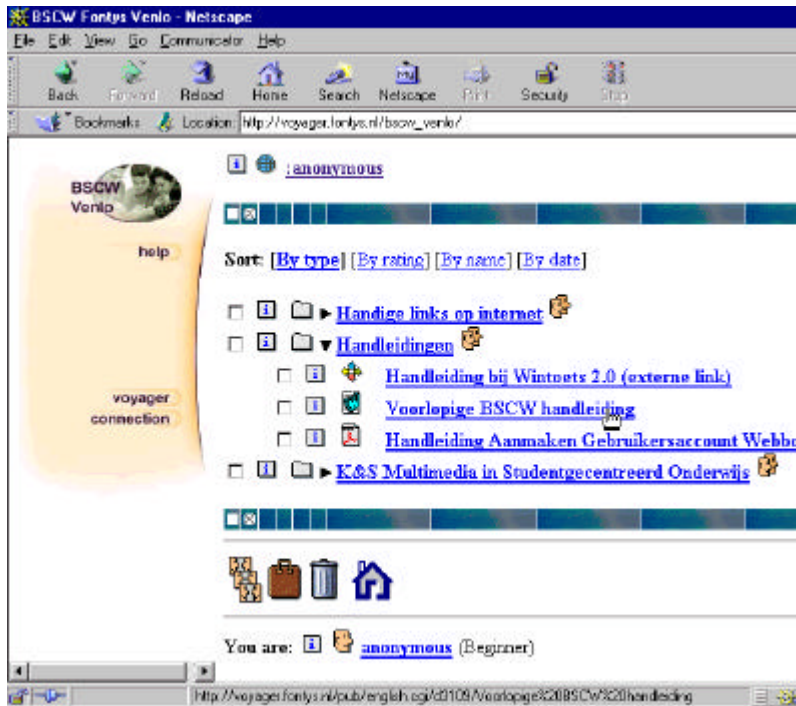 BSCW Fontys Venlo - Netscape
File Edit View Go Communicator Help
Back Forward Reload Home Search Netscape Print Security Stop
Bookmarks Location: http://voyager.fontys.nl/bscw_venlo/
:anonymous
BSCW
Venlo
help
Sort: [By type] [By rating] [By name] [By date]
Handige links op internet
Handleidingen
Handleiding bij Wintoets 2.0 (externe link)
voyager
connection
Voorlopige BSCW handleiding
Handleiding Aanmaken Gebruikersaccount Webbo
K&S Multimedia in Studentgecentreerd Onderwijs
You are: anonymous (Beginner)
http://voyager.fontys.nl/pub/english.cgi/d3109/Voorlopige%20BSCW%20handleiding